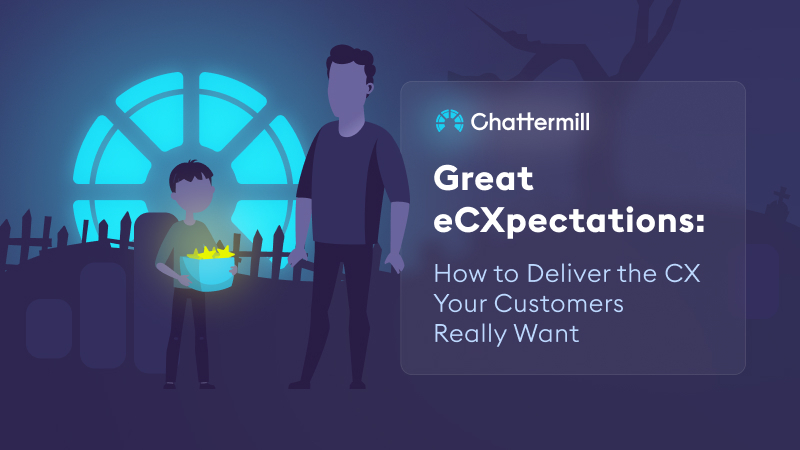 Chattermill
Great
eCXpectations:
How to Deliver the CX
Your Customers
Really Want